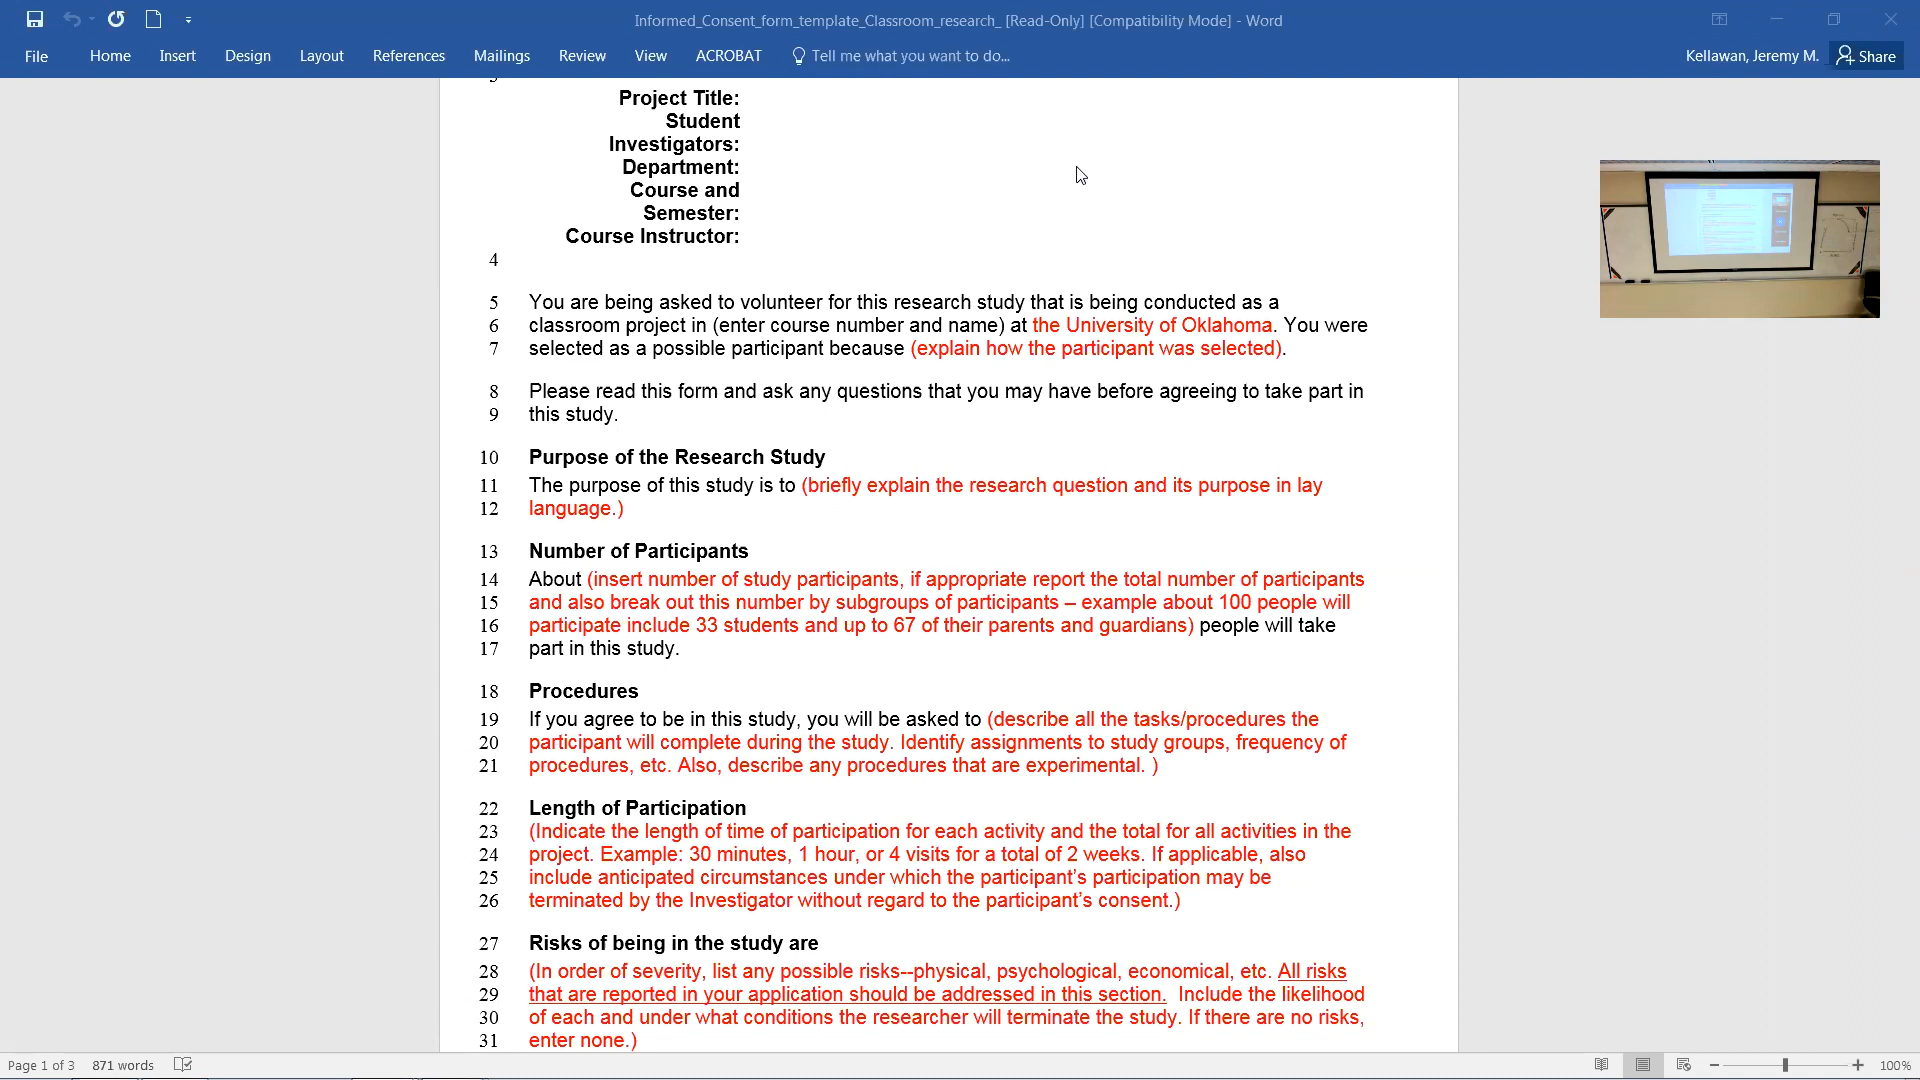 Informed_Consent_form_template_Classroom_research_ [Read-Only] [Compatibility Mode] - Word
File Home Insert Design Layout References Mailings Review View ACROBAT Tell me what you want to do... Kellawan, Jeremy M. Share
Project Title:
Student
Investigators:
Department:
Course and
Semester:
Course Instructor:
4
5 You are being asked to volunteer for this research study that is being conducted as a
6 classroom project in (enter course number and name) at the University of Oklahoma. You were
7 selected as a possible participant because (explain how the participant was selected).
8 Please read this form and ask any questions that you may have before agreeing to take part in
9 this study.
10 Purpose of the Research Study
11 The purpose of this study is to (briefly explain the research question and its purpose in lay
12 language.)
13 Number of Participants
14 About (insert number of study participants, if appropriate report the total number of participants
15 and also break out this number by subgroups of participants – example about 100 people will
16 participate include 33 students and up to 67 of their parents and guardians) people will take
17 part in this study.
18 Procedures
19 If you agree to be in this study, you will be asked to (describe all the tasks/procedures the
20 participant will complete during the study. Identify assignments to study groups, frequency of
21 procedures, etc. Also, describe any procedures that are experimental. )
22 Length of Participation
23 (Indicate the length of time of participation for each activity and the total for all activities in the
24 project. Example: 30 minutes, 1 hour, or 4 visits for a total of 2 weeks. If applicable, also
25 include anticipated circumstances under which the participant's participation may be
26 terminated by the Investigator without regard to the participant's consent.)
27 Risks of being in the study are
28 (In order of severity, list any possible risks--physical, psychological, economical, etc. All risks
29 that are reported in your application should be addressed in this section. Include the likelihood
30 of each and under what conditions the researcher will terminate the study. If there are no risks,
31 enter none.)
Page 1 of 3 871 words 100%